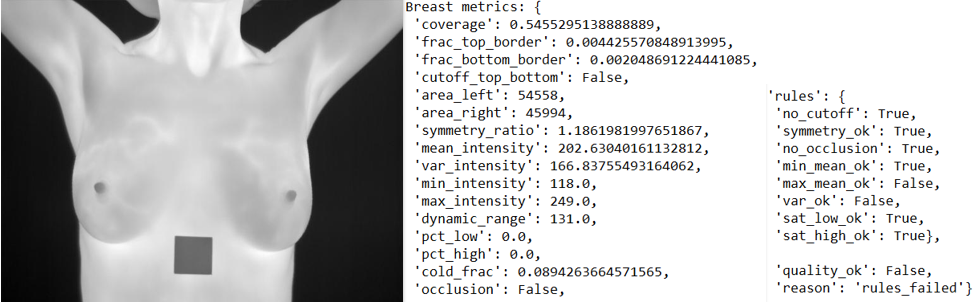 Breast metrics: {
'coverage': 0.5455295138888889,
'frac_top_border': 0.004425570848913995,
'frac_bottom_border': 0.002048691224441085,
'cutoff_top_bottom': False,
'area_left': 54558,
'area_right': 45994,
'symmetry_ratio': 1.1861981997651867,
'mean_intensity': 202.63040161132812,
'var_intensity': 166.83755493164062,
'min_intensity': 118.0,
'max_intensity': 249.0,
'dynamic_range': 131.0,
'pct_low': 0.0,
'pct_high': 0.0,
'cold_frac': 0.0894263664571565,
'occlusion': False,
'rules': {
'no_cutoff': True,
'symmetry_ok': True,
'no_occlusion': True,
'min_mean_ok': True,
'max_mean_ok': False,
'var_ok': False,
'sat_low_ok': True,
'sat_high_ok': True},
'quality_ok': False,
'reason': 'rules_failed'}